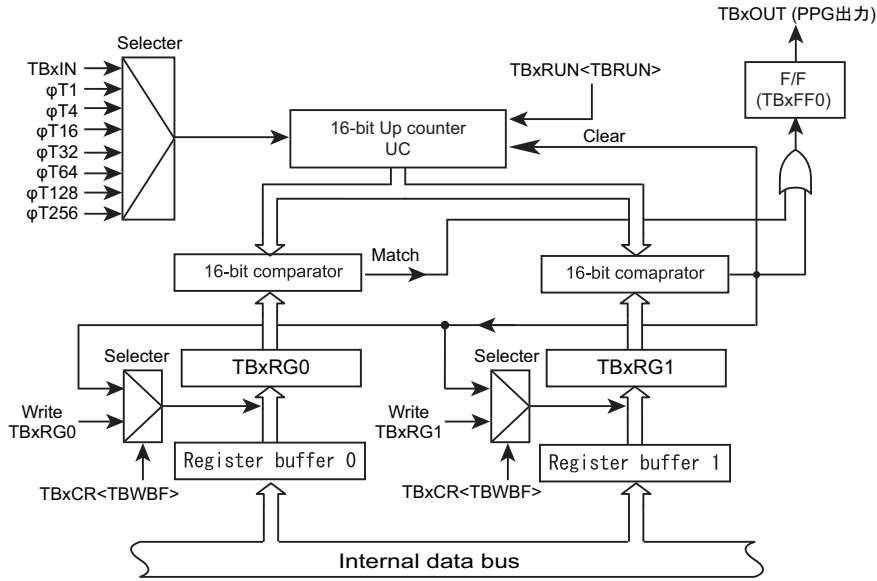 TBxOUT (PPG出力)
Selecter
TBxIN
φT1
φT4
φT16
φT32
φT64
φT128
φT256
TBxRUN<TBRUN>
F/F
(TBxFF0)
16-bit Up counter
UC
Clear
16-bit comparator
Match
16-bit comaprator
Selecter
TBxRG0
Selecter
TBxRG1
Write
TBxRG0
Write
TBxRG1
Register buffer 0
Register buffer 1
TBxCR<TBWBF>
TBxCR<TBWBF>
Internal data bus